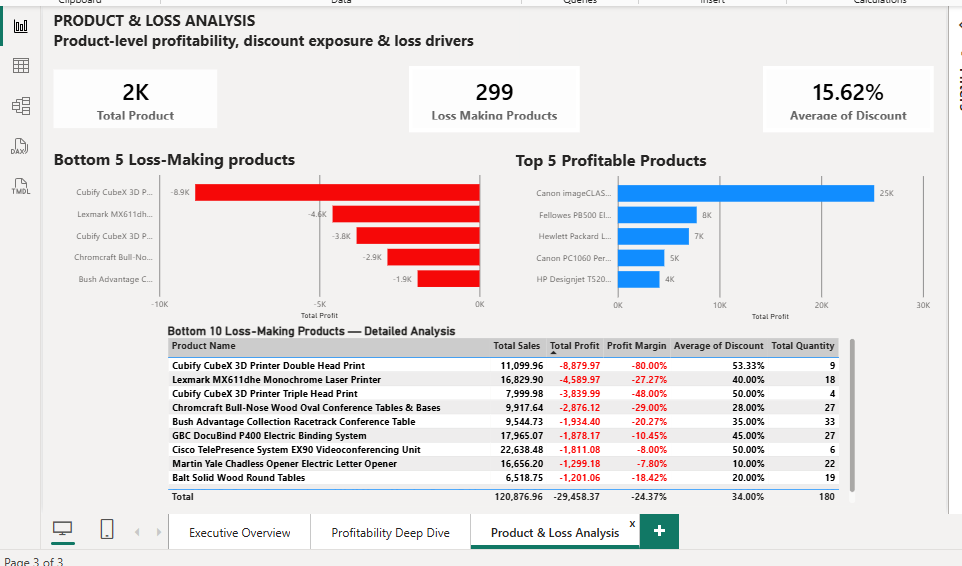 Clipboard
Data
Queries
Insert
Calculations
PRODUCT & LOSS ANALYSIS
Product-level profitability, discount exposure & loss drivers
DAX
TMDL
2K
Total Product
299
Loss Making Products
15.62%
Average of Discount
Bottom 5 Loss-Making products
Cubify CubeX 3D P... -8.9K
Lexmark MX611dh... -4.6K
Cubify CubeX 3D P... -3.8K
Chromcraft Bull-No... -2.9K
Bush Advantage C... -1.9K
-10K -5K 0K
Total Profit
Top 5 Profitable Products
Canon imageCLAS... 25K
Fellowes PB500 El... 8K
Hewlett Packard L... 7K
Canon PC1060 Per... 5K
HP Designjet T520... 4K
0K 10K 20K 30K
Total Profit
Bottom 10 Loss-Making Products — Detailed Analysis
Product Name Total Sales Total Profit Profit Margin Average of Discount Total Quantity
Cubify CubeX 3D Printer Double Head Print 11,099.96 -8,879.97 -80.00% 53.33% 9
Lexmark MX611dhe Monochrome Laser Printer 16,829.90 -4,589.97 -27.27% 40.00% 18
Cubify CubeX 3D Printer Triple Head Print 7,999.98 -3,839.99 -48.00% 50.00% 4
Chromcraft Bull-Nose Wood Oval Conference Tables & Bases 9,917.64 -2,876.12 -29.00% 28.00% 27
Bush Advantage Collection Racetrack Conference Table 9,544.73 -1,934.40 -20.27% 35.00% 33
GBC DocuBind P400 Electric Binding System 17,965.07 -1,878.17 -10.45% 45.00% 27
Cisco TelePresence System EX90 Videoconferencing Unit 22,638.48 -1,811.08 -8.00% 50.00% 6
Martin Yale Chadless Opener Electric Letter Opener 16,656.20 -1,299.18 -7.80% 10.00% 22
Balt Solid Wood Round Tables 6,518.75 -1,201.06 -18.42% 20.00% 19
Total 120,876.96 -29,458.37 -24.37% 34.00% 180
Executive Overview
Profitability Deep Dive
Product & Loss Analysis x
+
Page 3 of 3